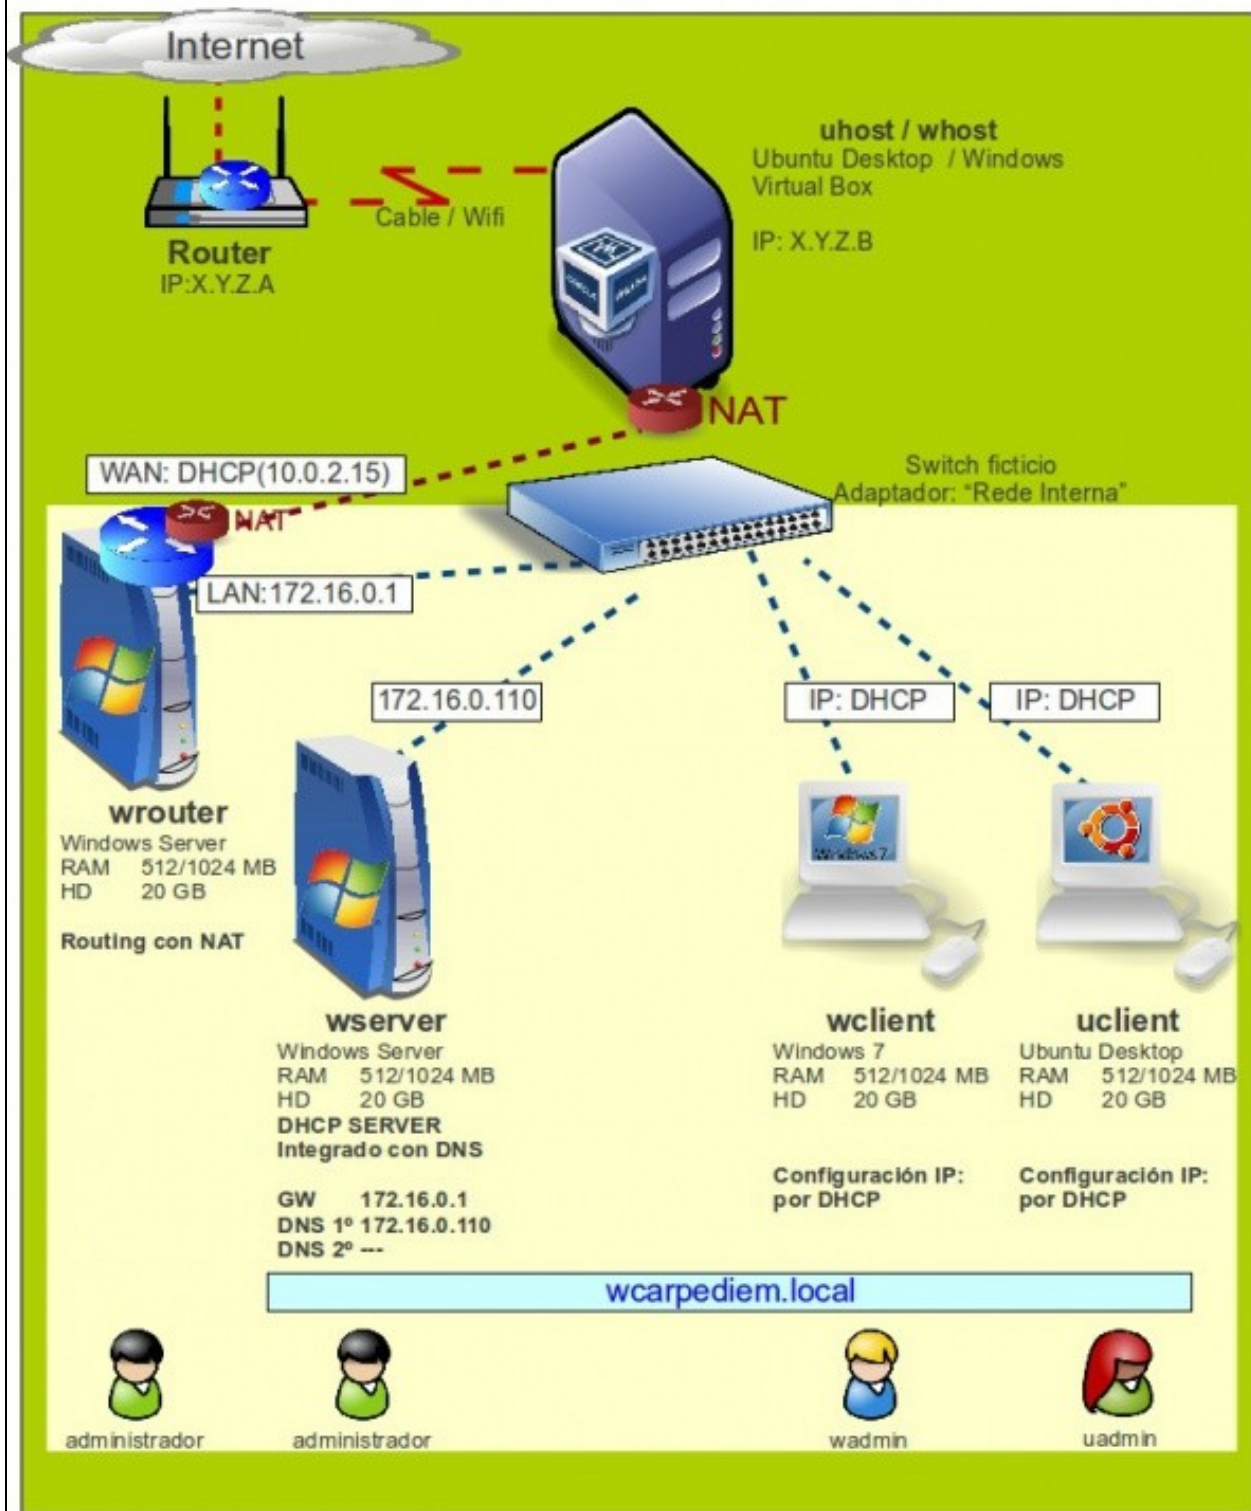 Internet
uhost / whost
Ubuntu Desktop / Windows
Virtual Box
IP: X.Y.Z.B
Cable / Wifi
Router
IP:X.Y.Z.A
NAT
WAN: DHCP(10.0.2.15)
Switch ficticio
Adaptador: “Rede Interna”
NAT
LAN:172.16.0.1
172.16.0.110
IP: DHCP
IP: DHCP
wrouter
Windows Server
RAM 512/1024 MB
HD 20 GB
Routing con NAT
wserver
Windows Server
RAM 512/1024 MB
HD 20 GB
DHCP SERVER
Integrado con DNS
GW 172.16.0.1
DNS 1º 172.16.0.110
DNS 2º ---
Windows 7
wclient
Windows 7
RAM 512/1024 MB
HD 20 GB
Configuración IP:
por DHCP
uclient
Ubuntu Desktop
RAM 512/1024 MB
HD 20 GB
Configuración IP:
por DHCP
wcarpediem.local
administrador
administrador
wadmin
uadmin